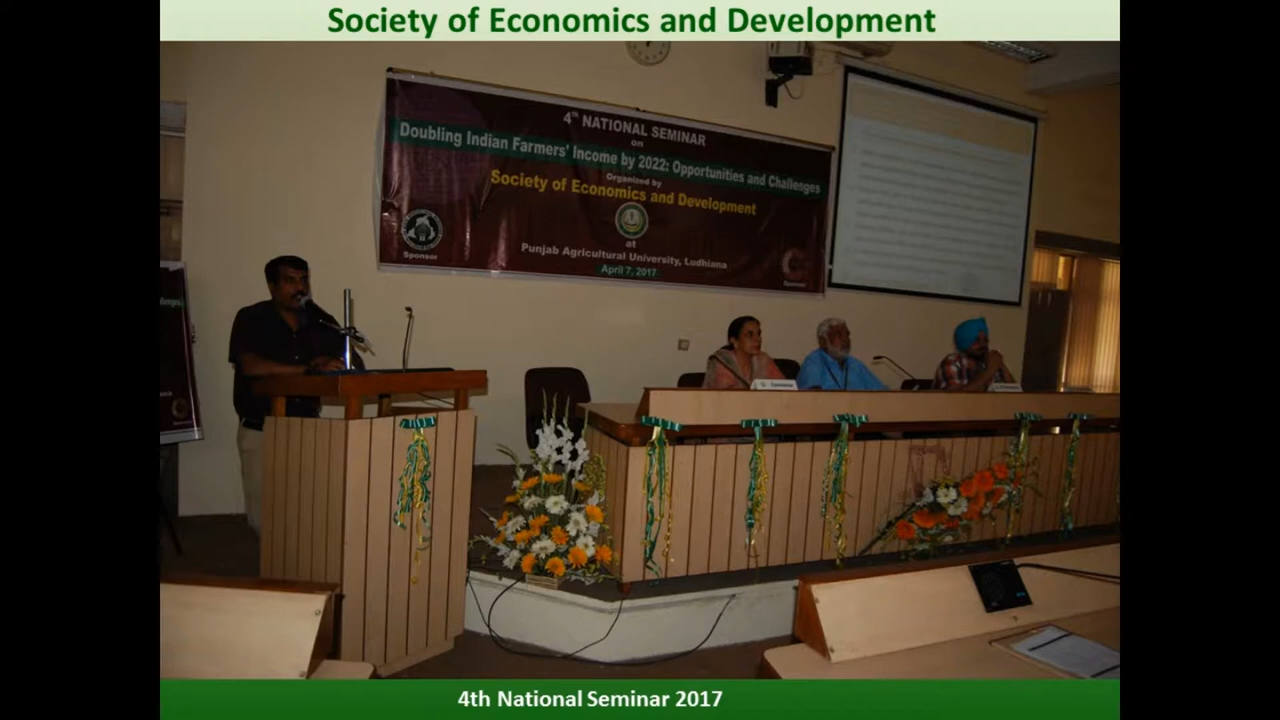 Society of Economics and Development
4th NATIONAL SEMINAR
on
Doubling Indian Farmers' Income by 2022: Opportunities and Challenges
Organized by
Society of Economics and Development
at
Punjab Agricultural University, Ludhiana
April 7, 2017
Sponsor
Sponsor
4th National Seminar 2017